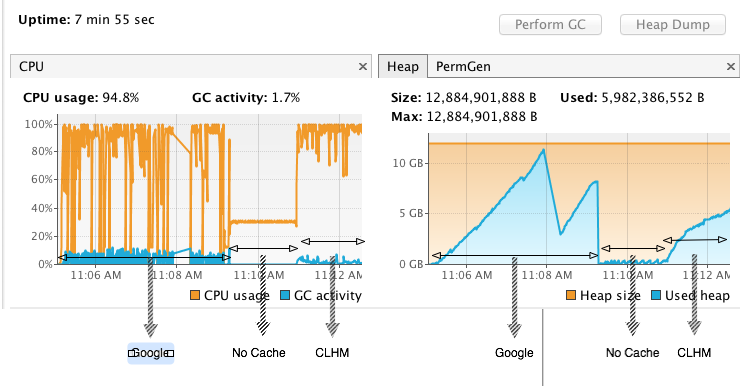 Uptime: 7 min 55 sec
Perform GC
Heap Dump
CPU
Heap
PermGen
CPU usage: 94.8%
GC activity: 1.7%
100%
80%
60%
40%
20%
0%
11:06 AM
11:08 AM
11:10 AM
11:12 AM
CPU usage
GC activity
Size: 12,884,901,888 B
Used: 5,982,386,552 B
Max: 12,884,901,888 B
10 GB
5 GB
0 GB
11:06 AM
11:08 AM
11:10 AM
11:12 AM
Heap size
Used heap
Google
No Cache
CLHM
Google
No Cache
CLHM